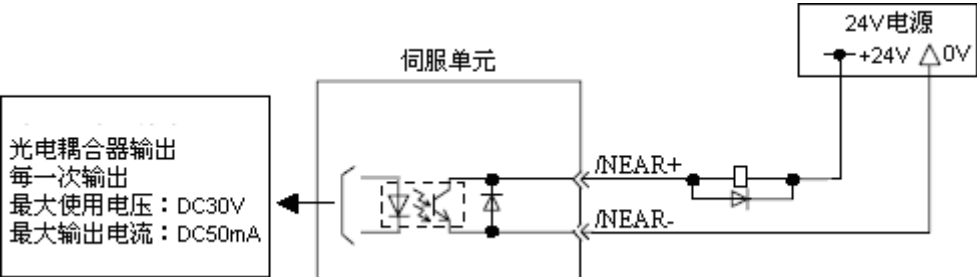 24V电源
+24V 0V
伺服单元
光电耦合器输出
每一次输出
最大使用电压：DC30V
最大输出电流：DC50mA
/NEAR+
/NEAR-